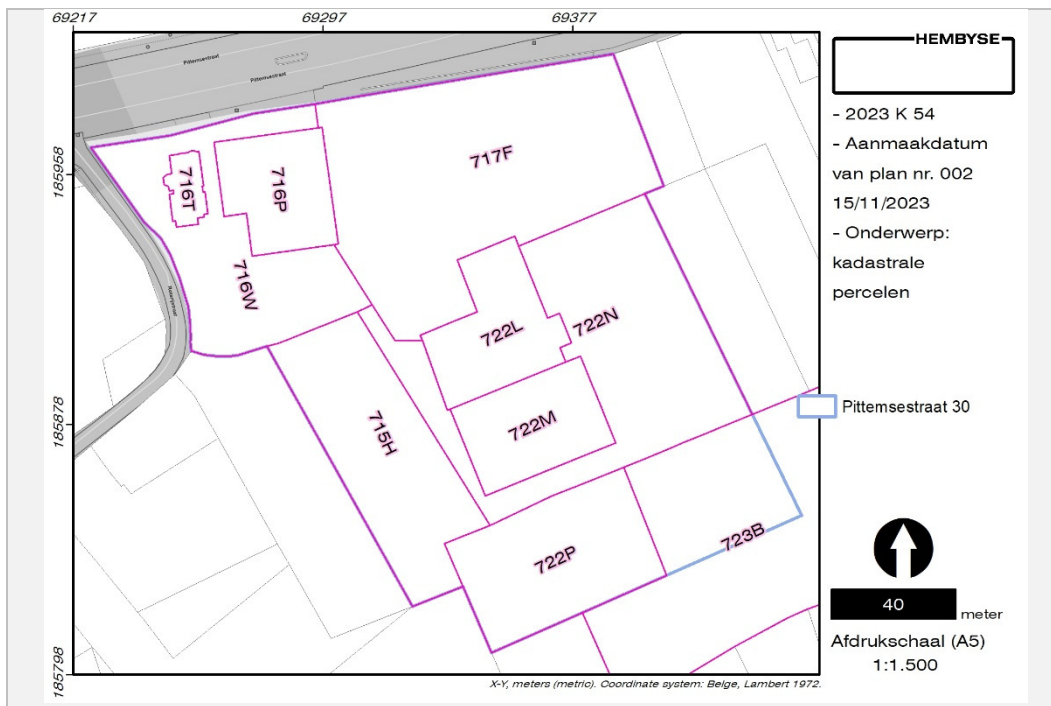 69217
69297
69377
HEMBYSE
- 2023 K 54
- Aanmaakdatum
van plan nr. 002
15/11/2023
- Onderwerp:
kadastrale
percelen
Pittemsestraat
Pittemsestraat
185958
185878
185798
717F
716T
716P
716W
722L
722N
722M
715H
722P
723B
Pittemsestraat 30
40
meter
Afdrukschaal (A5)
1:1.500
X-Y, meters (metric). Coordinate system: Belge, Lambert 1972.